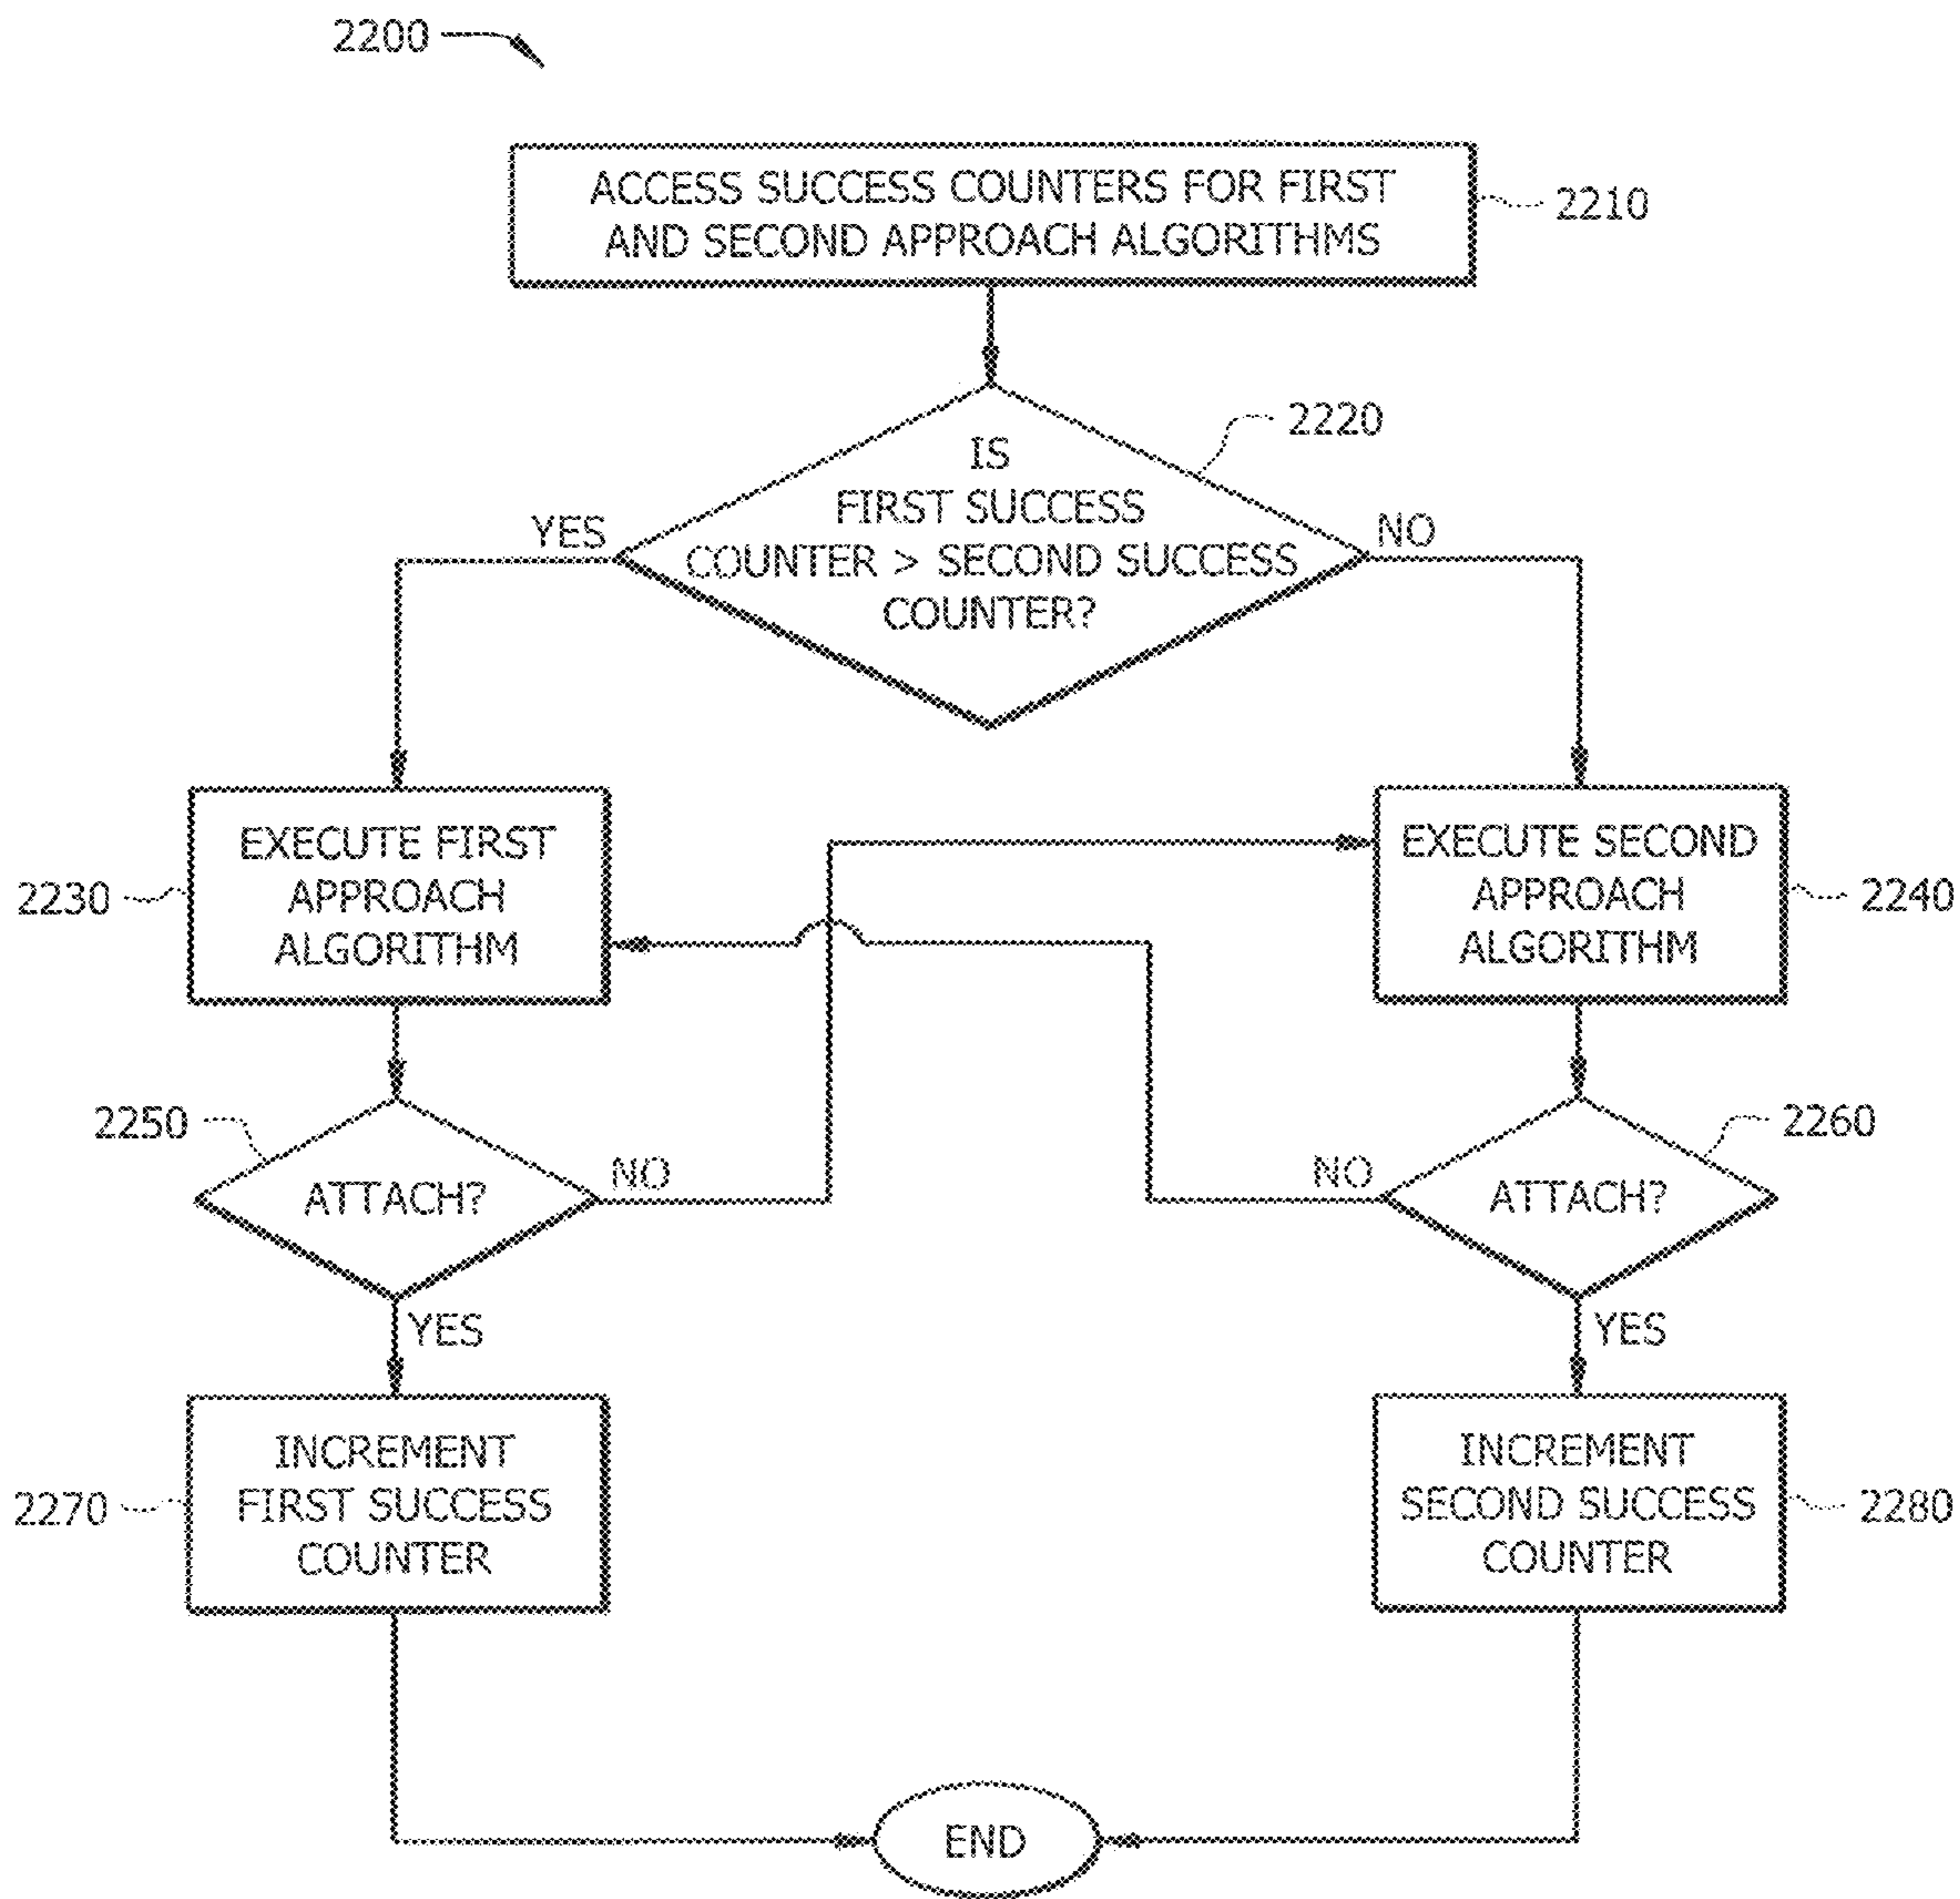 2200
ACCESS SUCCESS COUNTERS FOR FIRST
AND SECOND APPROACH ALGORITHMS
2210
2220
IS
FIRST SUCCESS
COUNTER > SECOND SUCCESS
COUNTER?
YES
NO
EXECUTE FIRST
APPROACH
ALGORITHM
2230
EXECUTE SECOND
APPROACH
ALGORITHM
2240
2250
ATTACH?
NO
YES
2260
ATTACH?
NO
YES
INCREMENT
FIRST SUCCESS
COUNTER
2270
INCREMENT
SECOND SUCCESS
COUNTER
2280
END